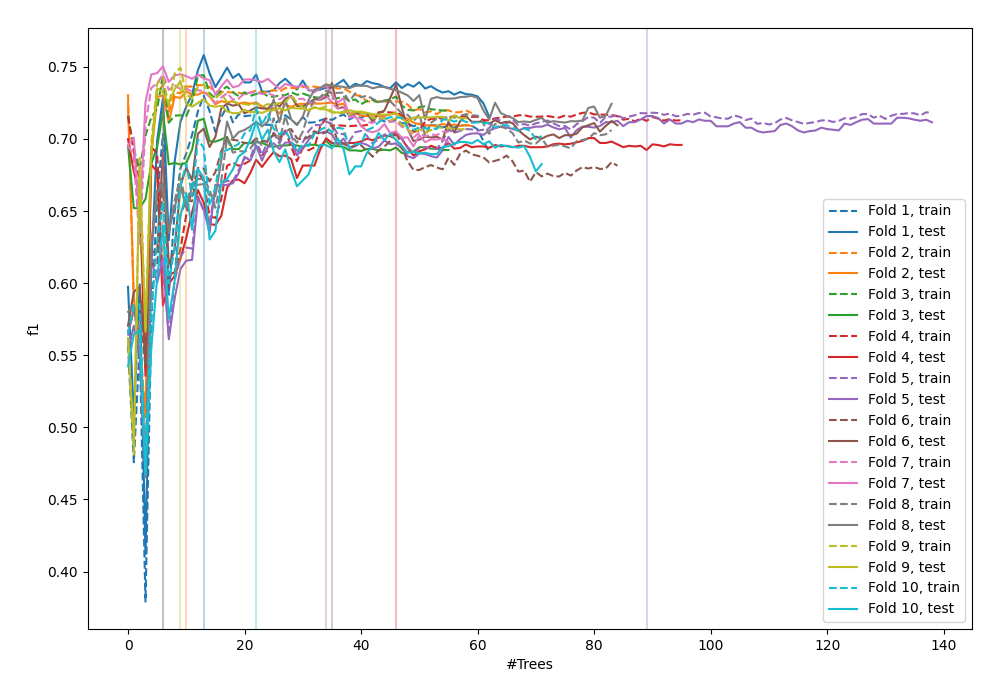 0.75
0.70
0.65
0.60
0.55
0.50
0.45
0.40
f1
0
20
40
60
80
100
120
140
#Trees
Fold 1, train
Fold 1, test
Fold 2, train
Fold 2, test
Fold 3, train
Fold 3, test
Fold 4, train
Fold 4, test
Fold 5, train
Fold 5, test
Fold 6, train
Fold 6, test
Fold 7, train
Fold 7, test
Fold 8, train
Fold 8, test
Fold 9, train
Fold 9, test
Fold 10, train
Fold 10, test